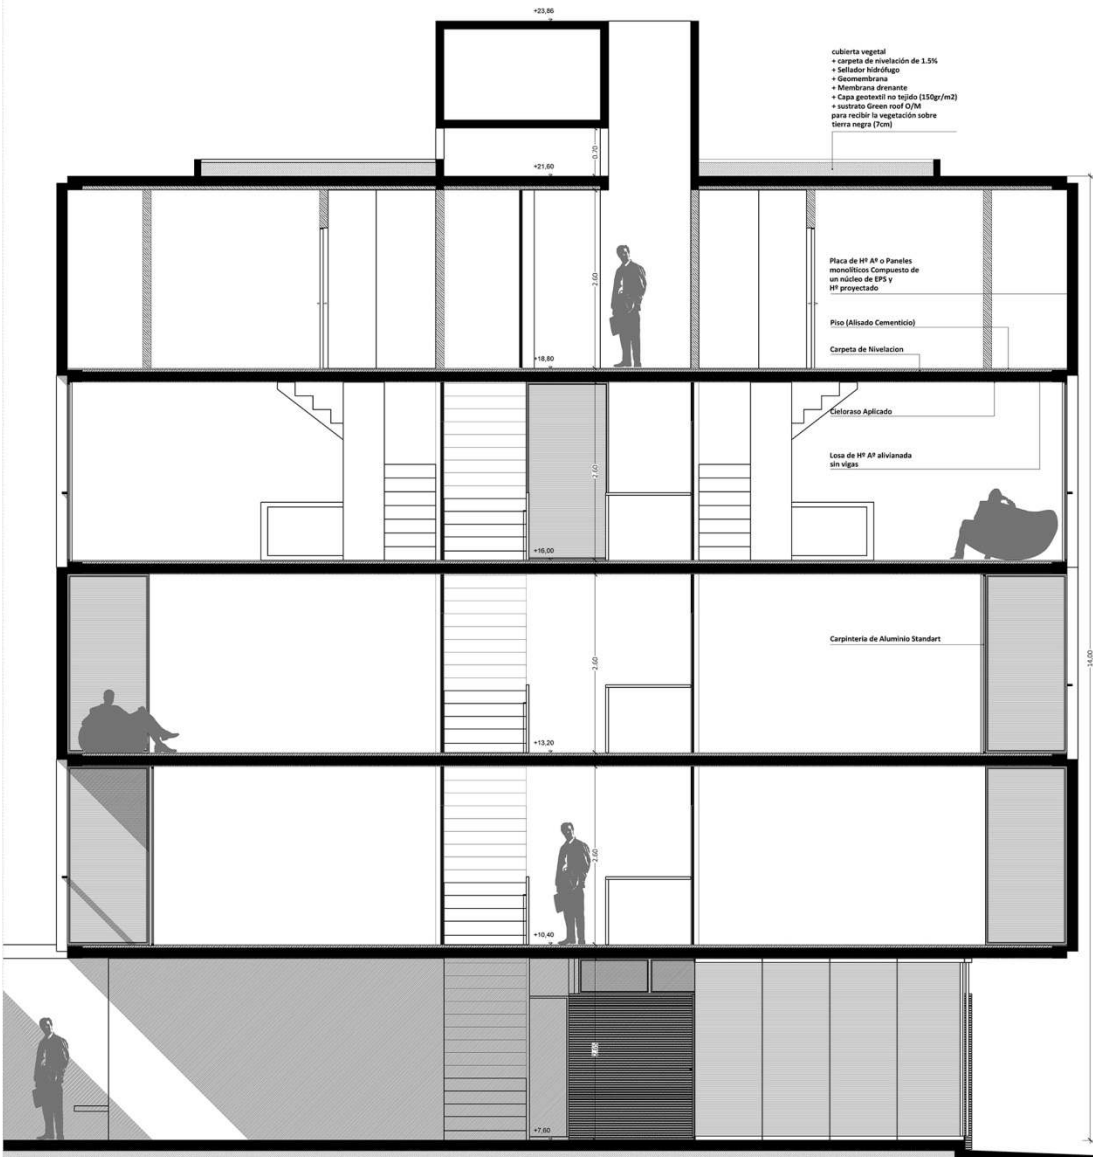 +23,86
cubierta vegetal
+ carpeta de nivelación de 1.5%
+ Sellador hidrófugo
+ Geomembrana
+ Membrana drenante
+ Capa geotextil no tejido (150gr/m2)
+ sustrato Green roof O/M
para recibir la vegetación sobre
tierra negra (7cm)
0.70
+21,60
Placa de Hº Aº o Paneles
monolíticos Compuesto de
un núcleo de EPS y
Hº proyectado
2.60
Piso (Alisado Cementicio)
Carpeta de Nivelacion
+18,80
Cieloraso Aplicado
Losa de Hº Aº alivianada
sin vigas
2.60
+16,00
Carpintería de Aluminio Standart
2.60
14.00
+13,20
2.60
+10,40
2.60
+7,60